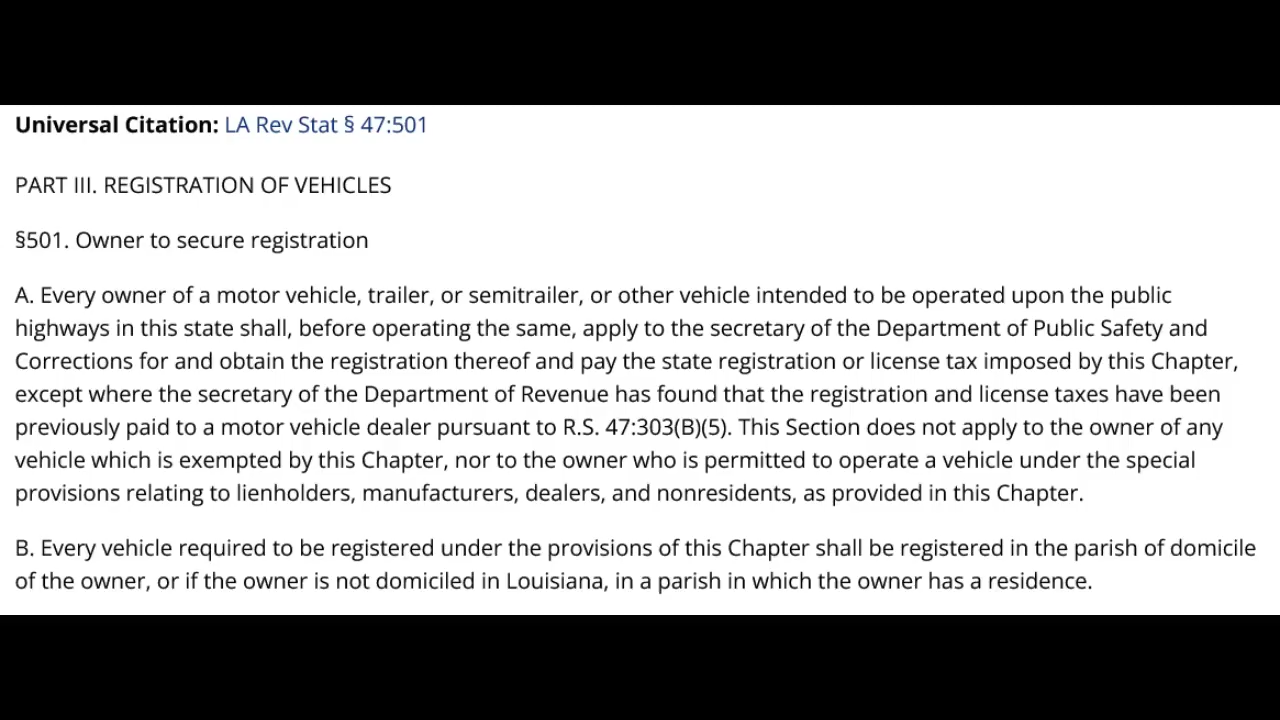 Universal Citation: LA Rev Stat § 47:501
PART III. REGISTRATION OF VEHICLES
§501. Owner to secure registration
A. Every owner of a motor vehicle, trailer, or semitrailer, or other vehicle intended to be operated upon the public
highways in this state shall, before operating the same, apply to the secretary of the Department of Public Safety and
Corrections for and obtain the registration thereof and pay the state registration or license tax imposed by this Chapter,
except where the secretary of the Department of Revenue has found that the registration and license taxes have been
previously paid to a motor vehicle dealer pursuant to R.S. 47:303(B)(5). This Section does not apply to the owner of any
vehicle which is exempted by this Chapter, nor to the owner who is permitted to operate a vehicle under the special
provisions relating to lienholders, manufacturers, dealers, and nonresidents, as provided in this Chapter.
B. Every vehicle required to be registered under the provisions of this Chapter shall be registered in the parish of domicile
of the owner, or if the owner is not domiciled in Louisiana, in a parish in which the owner has a residence.